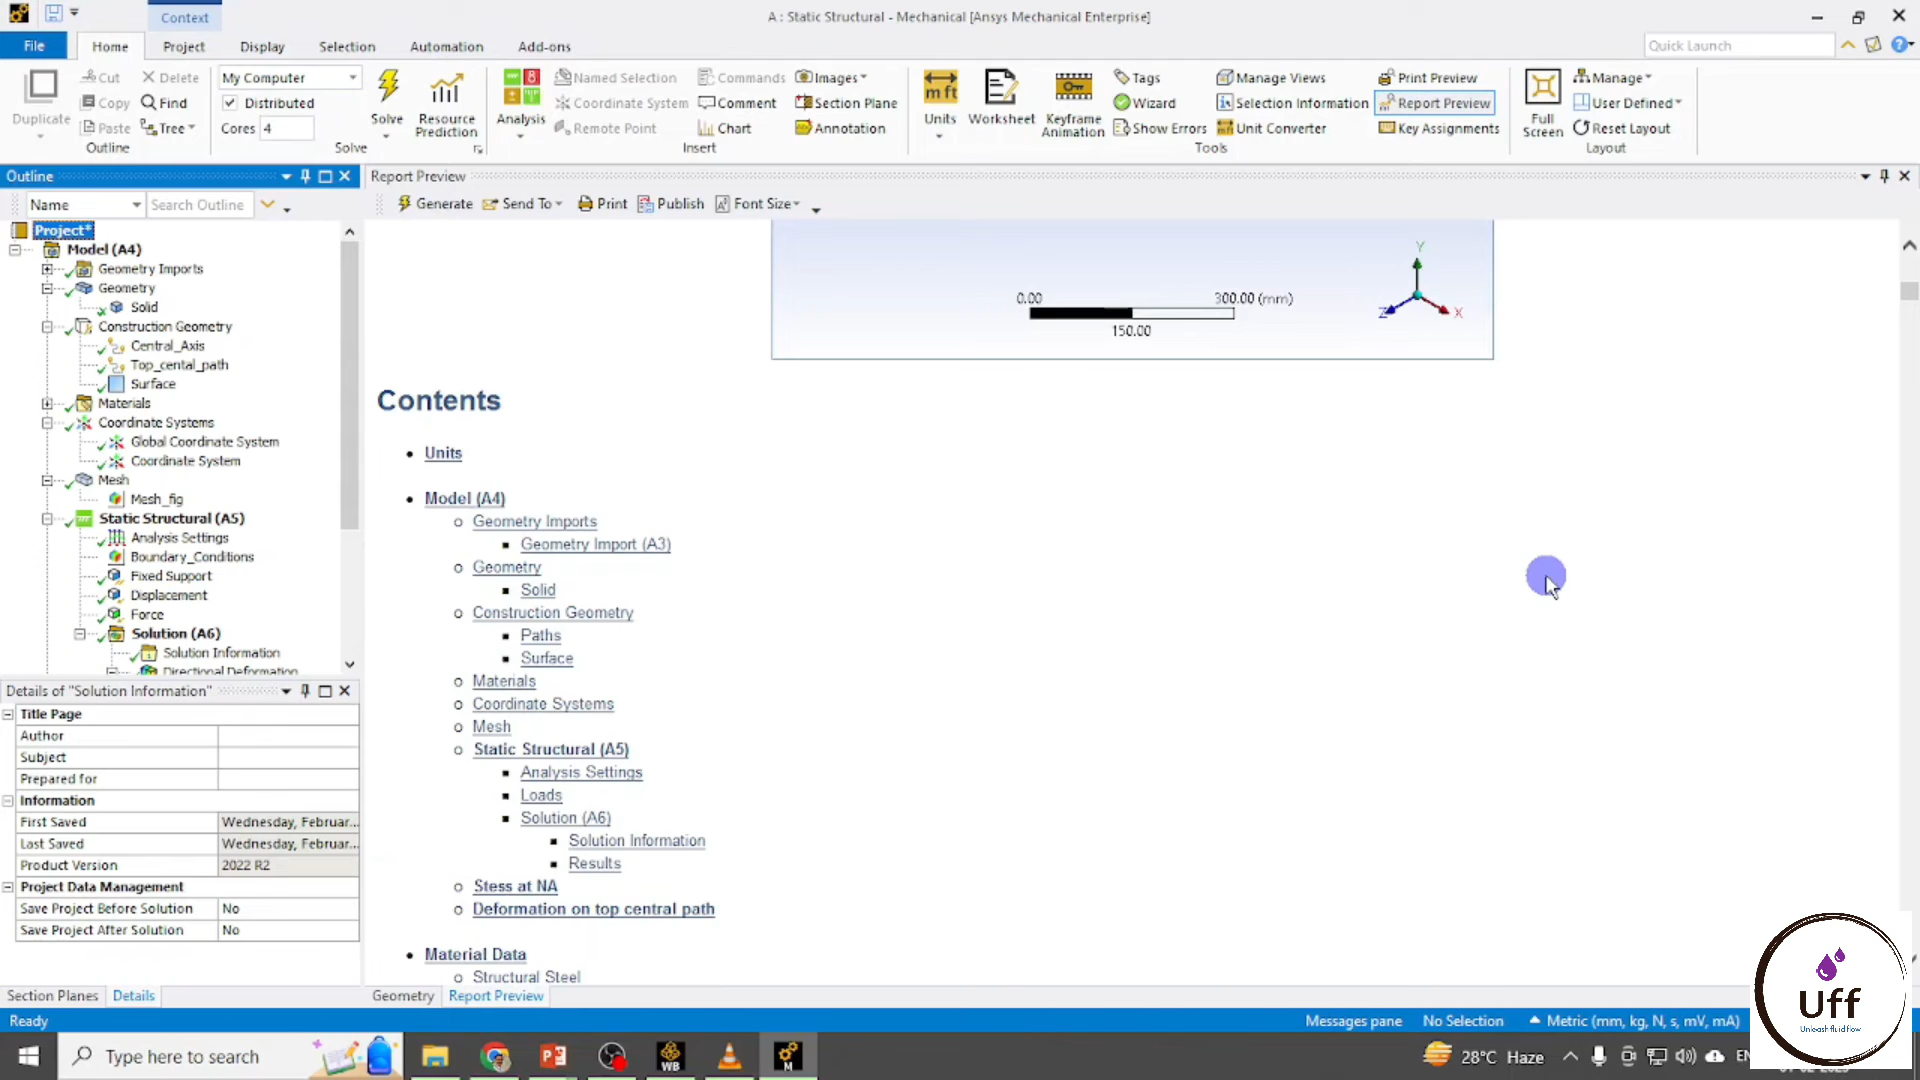 Context
A : Static Structural - Mechanical [Ansys Mechanical Enterprise]
File Home Project Display Selection Automation Add-ons Quick Launch
Cut Delete My Computer Named Selection Commands Images Tags Manage Views Print Preview Manage
Duplicate Copy Find Distributed Solve Resource Prediction Analysis Coordinate System Comment Section Plane Units Worksheet Keyframe Animation Wizard Selection Information Report Preview Full Screen User Defined
Paste Tree Cores 4 Remote Point Chart Annotation Show Errors Unit Converter Key Assignments Reset Layout
Outline Solve Insert Tools Layout
Outline
Name Search Outline
Project*
Model (A4)
Geometry Imports
Geometry
Solid
Construction Geometry
Central_Axis
Top_cental_path
Surface
Materials
Coordinate Systems
Global Coordinate System
Coordinate System
Mesh
Mesh_fig
Static Structural (A5)
Analysis Settings
Boundary_Conditions
Fixed Support
Displacement
Force
Solution (A6)
Solution Information
Directional Deformation
Details of "Solution Information"
Title Page
Author
Subject
Prepared for
Information
First Saved Wednesday, Februar...
Last Saved Wednesday, Februar...
Product Version 2022 R2
Project Data Management
Save Project Before Solution No
Save Project After Solution No
Section Planes Details
Report Preview
Generate Send To Print Publish Font Size
0.00 300.00 (mm)
150.00
Y
Z X
Contents
Units
Model (A4)
Geometry Imports
Geometry Import (A3)
Geometry
Solid
Construction Geometry
Paths
Surface
Materials
Coordinate Systems
Mesh
Static Structural (A5)
Analysis Settings
Loads
Solution (A6)
Solution Information
Results
Stess at NA
Deformation on top central path
Material Data
Structural Steel
Geometry Report Preview
Ready Messages pane No Selection Metric (mm, kg, N, s, mV, mA)
Uff
Unleash fluid flow
Type here to search
28°C Haze